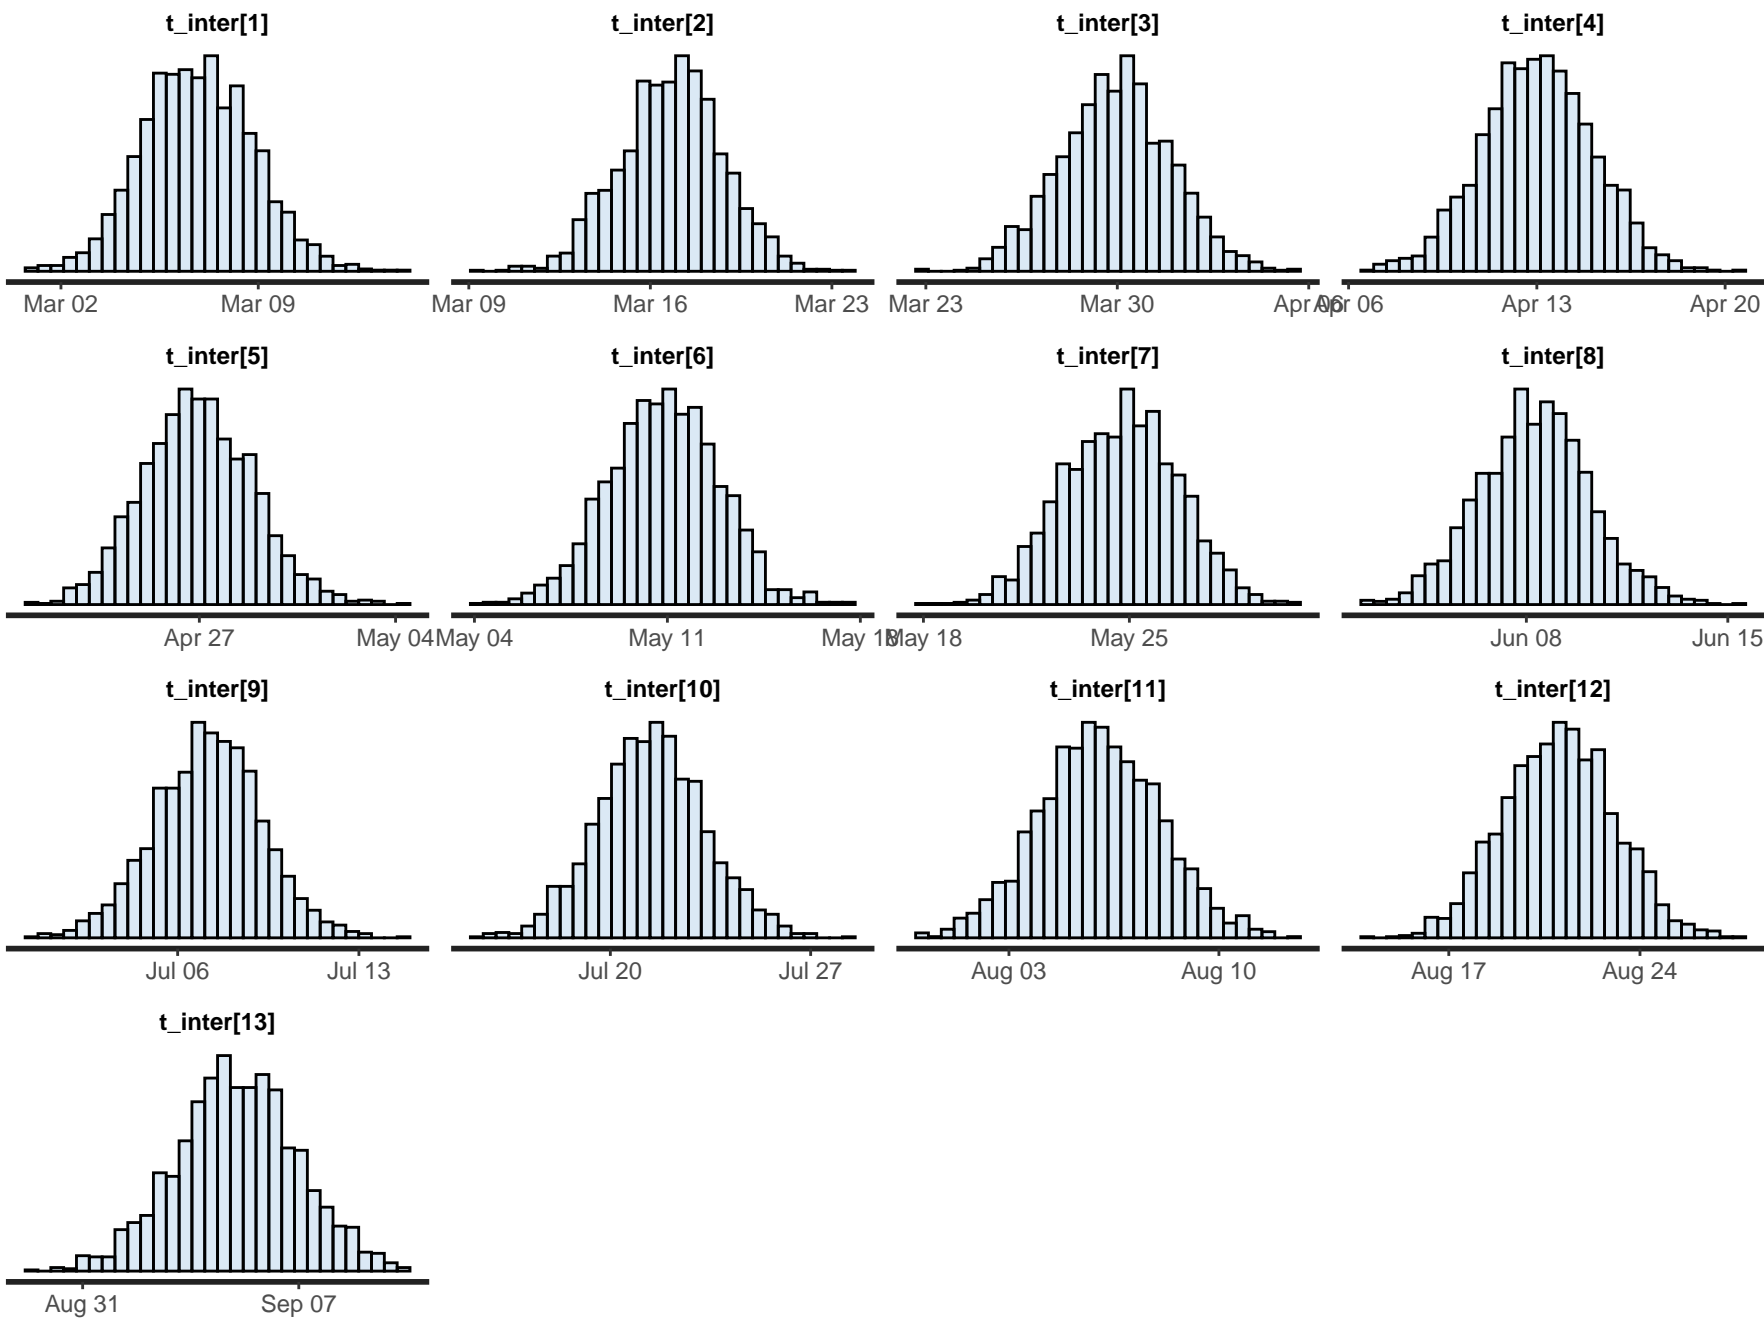 t_inter[1] t_inter[2] t_inter[3] t_inter[4]
Mar 02 Mar 09 Mar 09 Mar 16 Mar 23 Mar 23 Mar 30 Apr 06 Apr 06 Apr 13 Apr 20
t_inter[5] t_inter[6] t_inter[7] t_inter[8]
Apr 27 May 04 May 04 May 11 May 18 May 18 May 25 Jun 08 Jun 15
t_inter[9] t_inter[10] t_inter[11] t_inter[12]
Jul 06 Jul 13 Jul 20 Jul 27 Aug 03 Aug 10 Aug 17 Aug 24
t_inter[13]
Aug 31 Sep 07